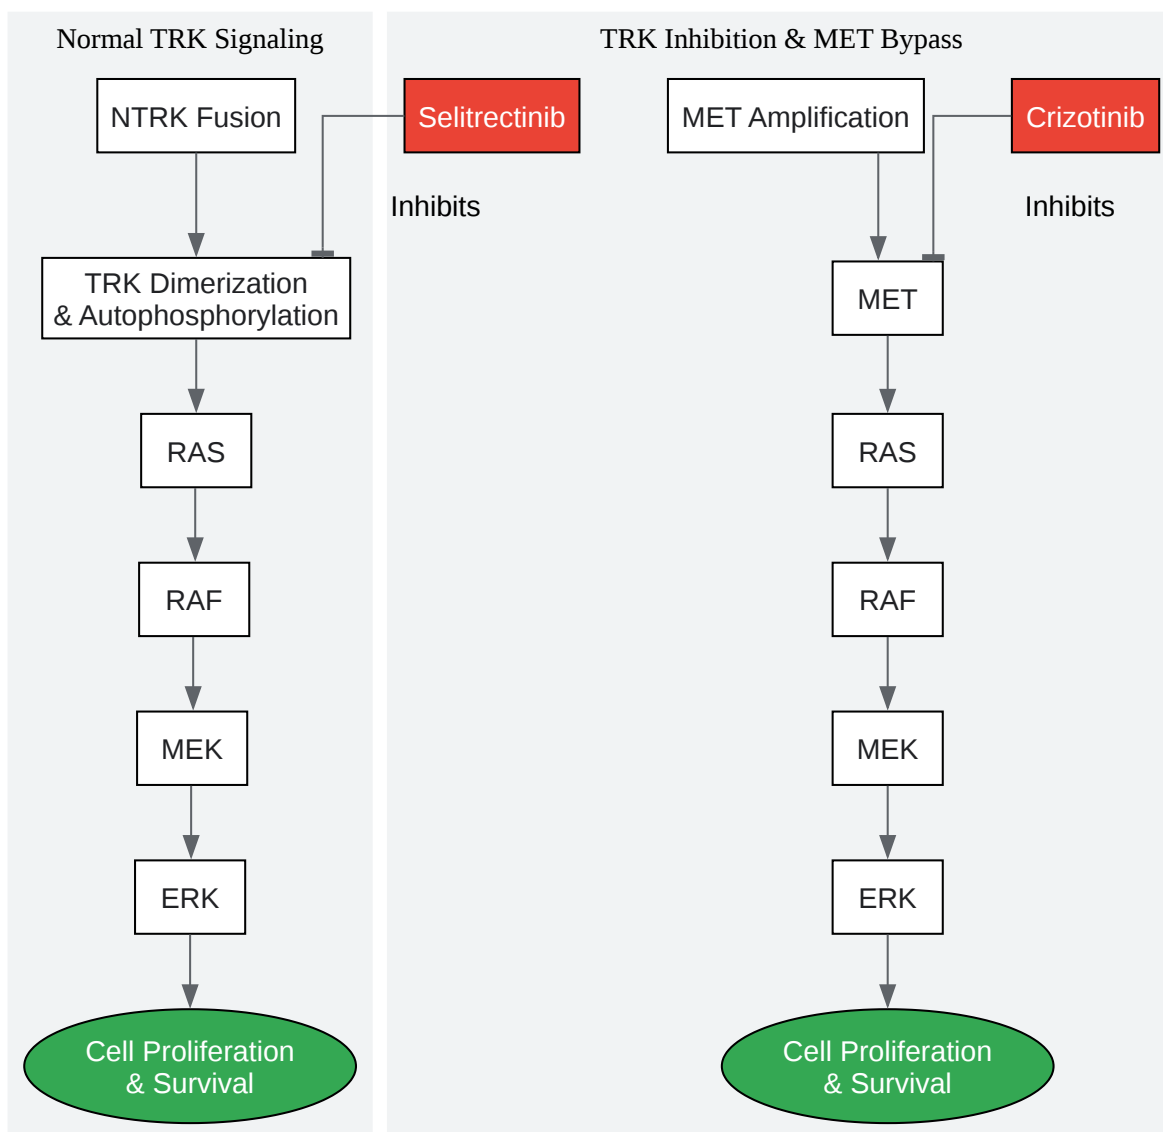 Normal TRK Signaling
NTRK Fusion
TRK Dimerization
& Autophosphorylation
RAS
RAF
MEK
ERK
Cell Proliferation
& Survival
TRK Inhibition & MET Bypass
Selitrectinib
Inhibits
MET Amplification
Crizotinib
Inhibits
MET
RAS
RAF
MEK
ERK
Cell Proliferation
& Survival